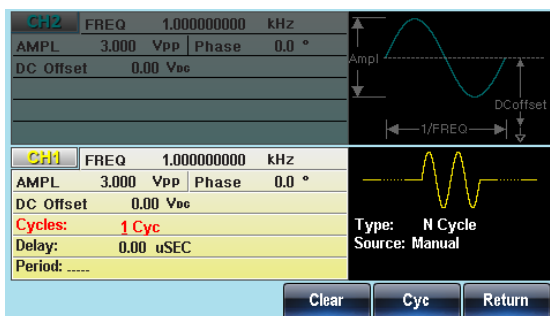 CH2 FREQ 1.000000000 kHz
AMPL 3.000 Vpp Phase 0.0 °
DC Offset 0.00 VDC
Ampl
DCoffset
1/FREQ
CH1 FREQ 1.000000000 kHz
AMPL 3.000 Vpp Phase 0.0 °
DC Offset 0.00 VDC
Cycles: 1 Cyc
Delay: 0.00 uSEC
Period: .....
Type: N Cycle
Source: Manual
Clear Cyc Return